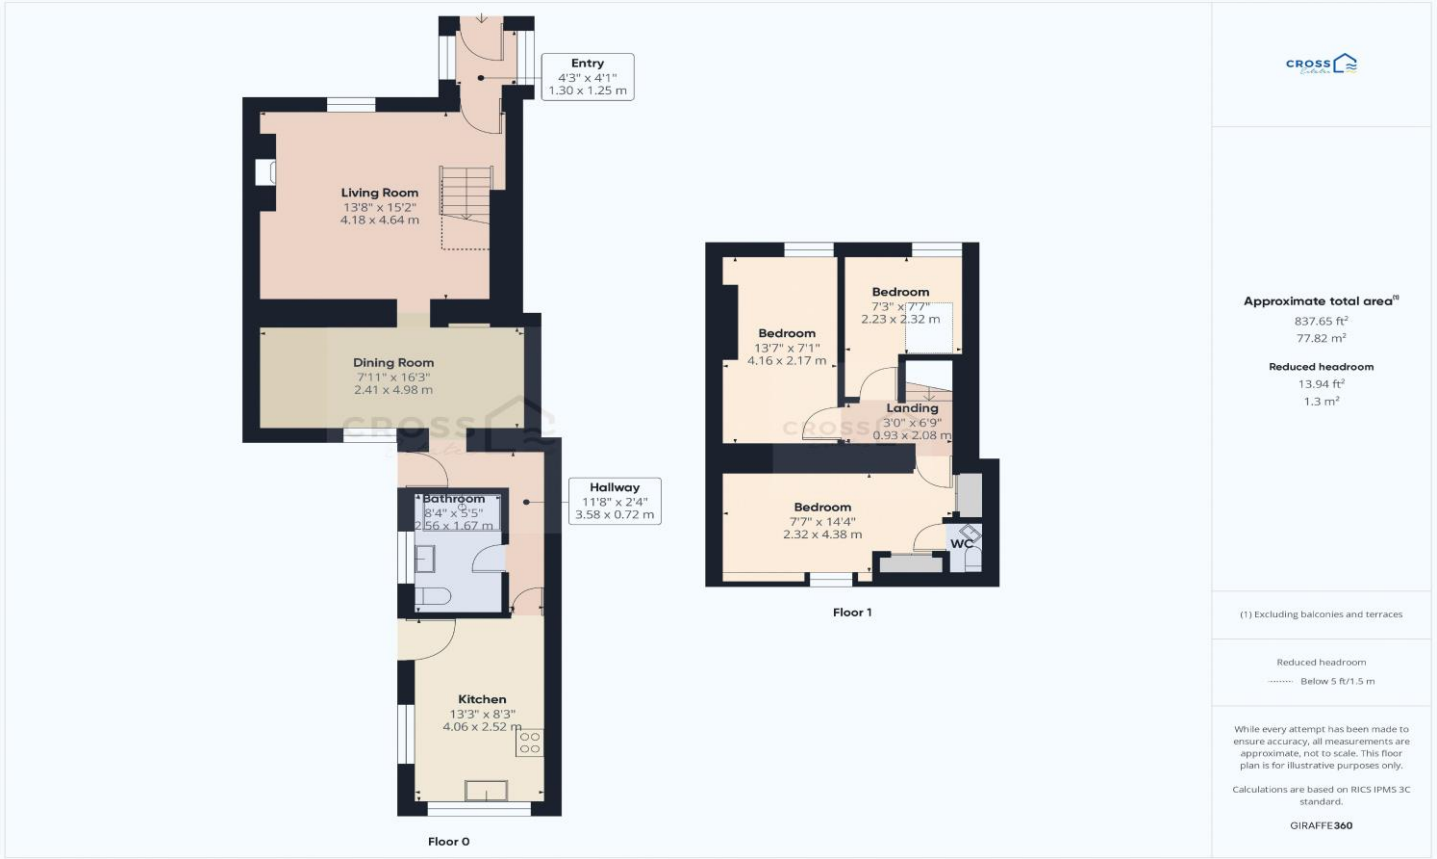 Entry
4'3" x 4'1"
1.30 x 1.25 m
Living Room
13'8" x 15'2"
4.18 x 4.64 m
Dining Room
7'11" x 16'3"
2.41 x 4.98 m
CROSS
Estates
Hallway
11'8" x 2'4"
3.58 x 0.72 m
Bathroom
8'4" x 5'5"
2.56 x 1.67 m
Kitchen
13'3" x 8'3"
4.06 x 2.52 m
Floor 0
Bedroom
13'7" x 7'1"
4.16 x 2.17 m
Bedroom
7'3" x 7'7"
2.23 x 2.32 m
Landing
3'0" x 6'9"
0.93 x 2.08 m
CROSS
Bedroom
7'7" x 14'4"
2.32 x 4.38 m
WC
Floor 1
CROSS
Estates
Approximate total area(1)
837.65 ft²
77.82 m²
Reduced headroom
13.94 ft²
1.3 m²
(1) Excluding balconies and terraces
Reduced headroom
Below 5 ft/1.5 m
While every attempt has been made to
ensure accuracy, all measurements are
approximate, not to scale. This floor
plan is for illustrative purposes only.
Calculations are based on RICS IPMS 3C
standard.
GIRAFFE360